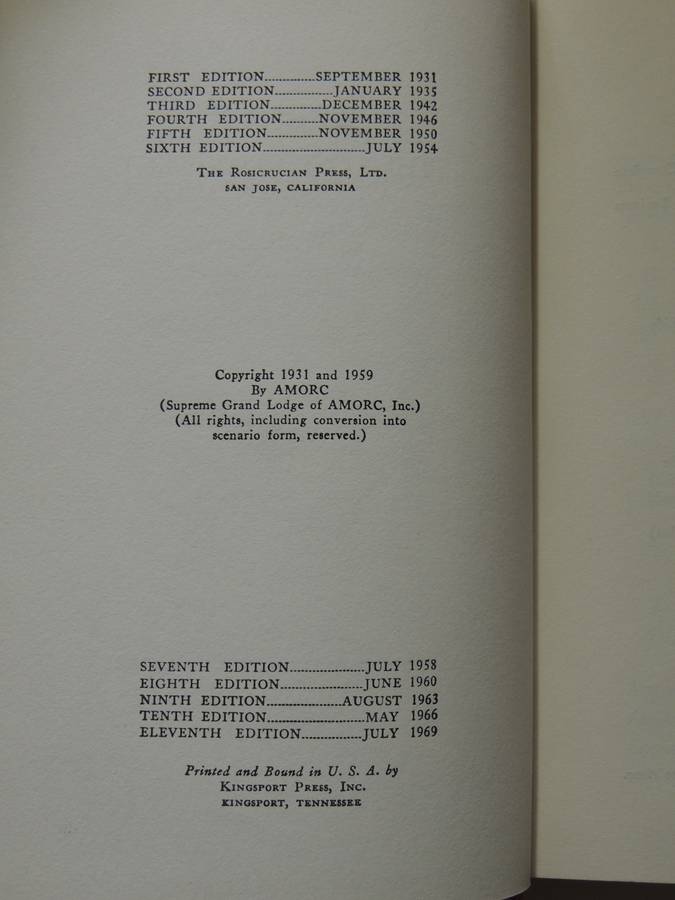 FIRST EDITION..............SEPTEMBER 1931
SECOND EDITION................JANUARY 1935
THIRD EDITION..............DECEMBER 1942
FOURTH EDITION..........NOVEMBER 1946
FIFTH EDITION..............NOVEMBER 1950
SIXTH EDITION............................JULY 1954
THE ROSICRUCIAN PRESS, LTD.
SAN JOSE, CALIFORNIA
Copyright 1931 and 1959
By AMORC
(Supreme Grand Lodge of AMORC, Inc.)
(All rights, including conversion into
scenario form, reserved.)
SEVENTH EDITION....................JULY 1958
EIGHTH EDITION......................JUNE 1960
NINTH EDITION....................AUGUST 1963
TENTH EDITION..........................MAY 1966
ELEVENTH EDITION................JULY 1969
Printed and Bound in U. S. A. by
KINGSPORT PRESS, INC.
KINGSPORT, TENNESSEE